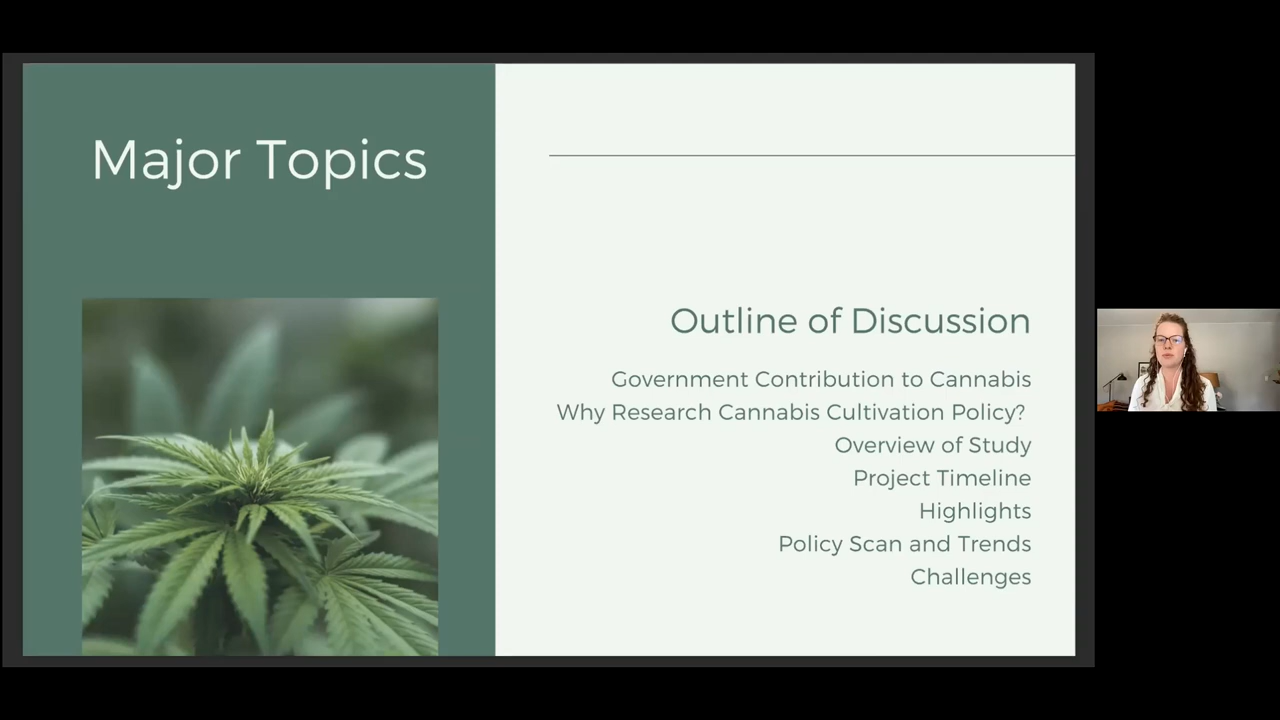 Major Topics
Outline of Discussion
Government Contribution to Cannabis
Why Research Cannabis Cultivation Policy?
Overview of Study
Project Timeline
Highlights
Policy Scan and Trends
Challenges